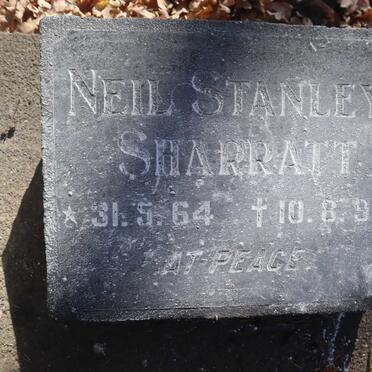 NEIL STANLEY
SHARRATT
* 31.5.64 † 10.8.9
AT PEACE